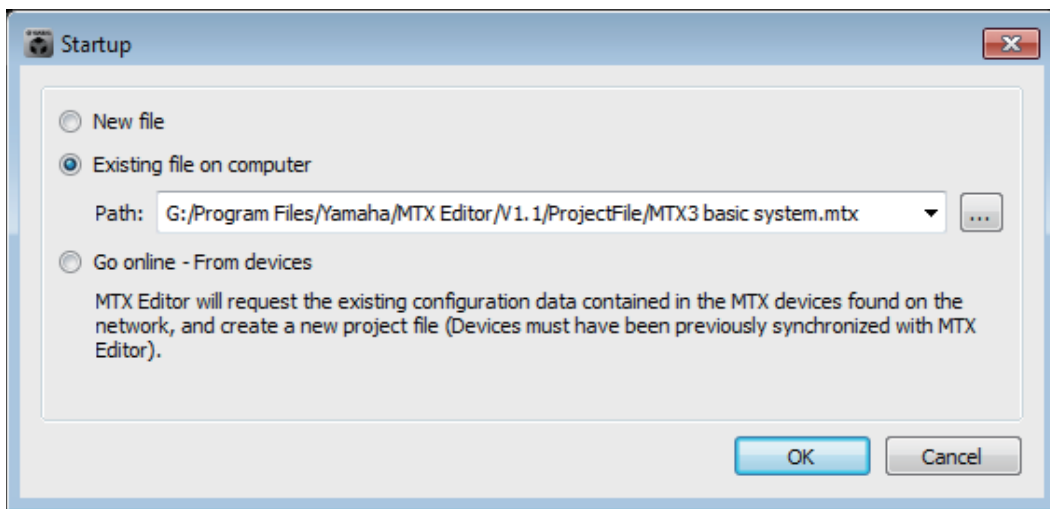 Startup
New file
Existing file on computer
Path: G:/Program Files/Yamaha/MTX Editor/V1.1/ProjectFile/MTX3 basic system.mtx ...
Go online - From devices
MTX Editor will request the existing configuration data contained in the MTX devices found on the
network, and create a new project file (Devices must have been previously synchronized with MTX
Editor).
OK Cancel